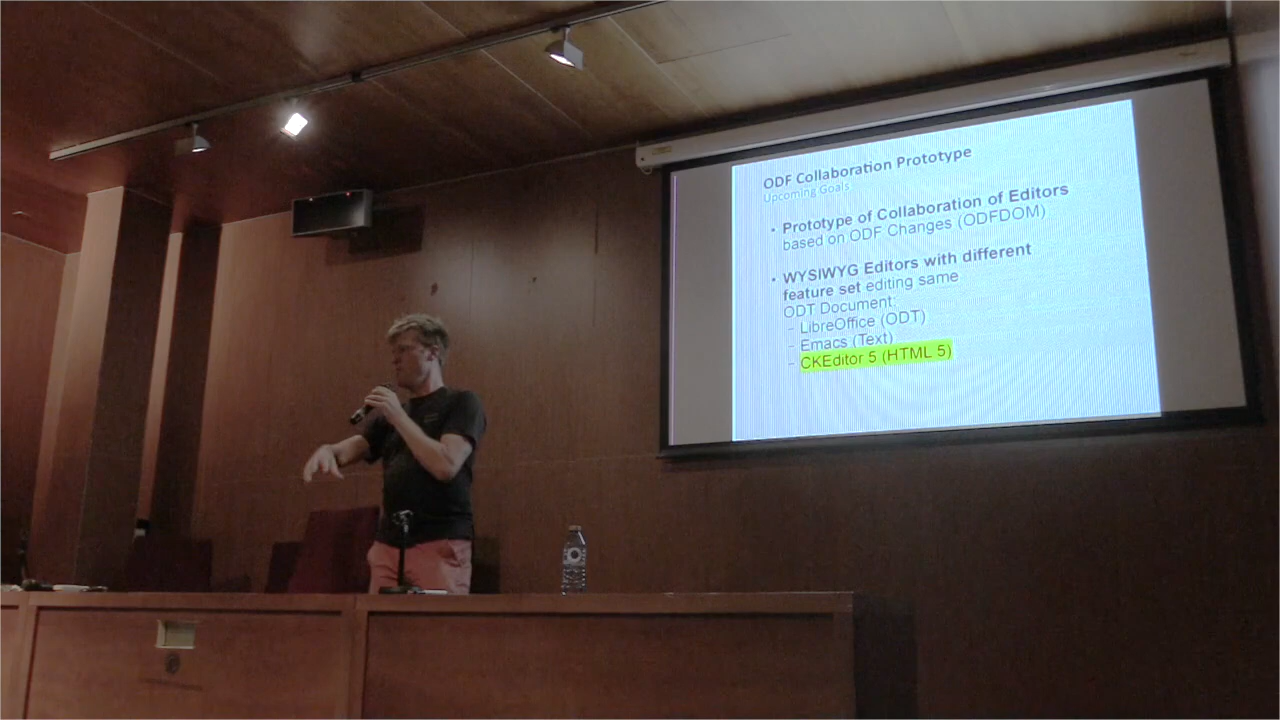 ODF Collaboration Prototype
Upcoming Goals
• Prototype of Collaboration of Editors
based on ODF Changes (ODFDOM)
• WYSIWYG Editors with different
feature set editing same
ODT Document:
– LibreOffice (ODT)
– Emacs (Text)
– CKEditor 5 (HTML 5)